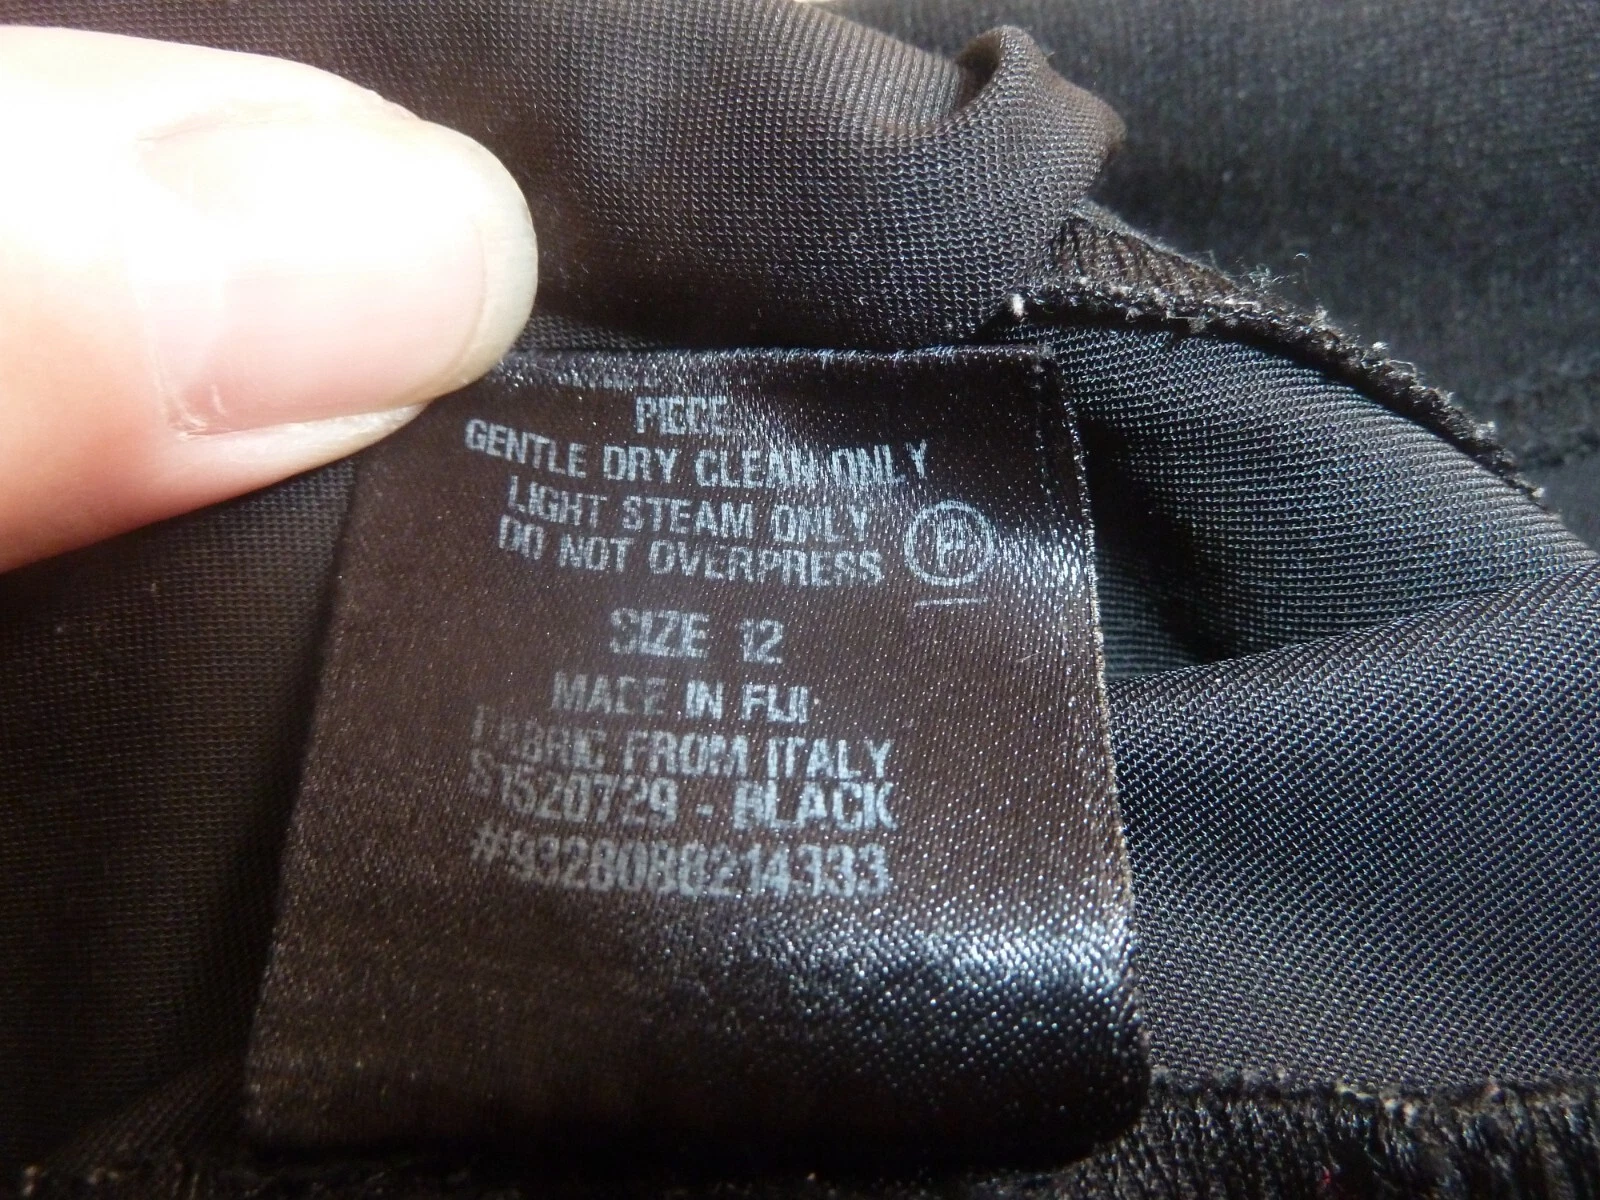 PIECE.
GENTLE DRY CLEAN ONLY
LIGHT STEAM ONLY
DO NOT OVERPRESS
P
SIZE 12
MADE IN FIJI
FABRIC FROM ITALY
S1520729 - BLACK
#9328088214333